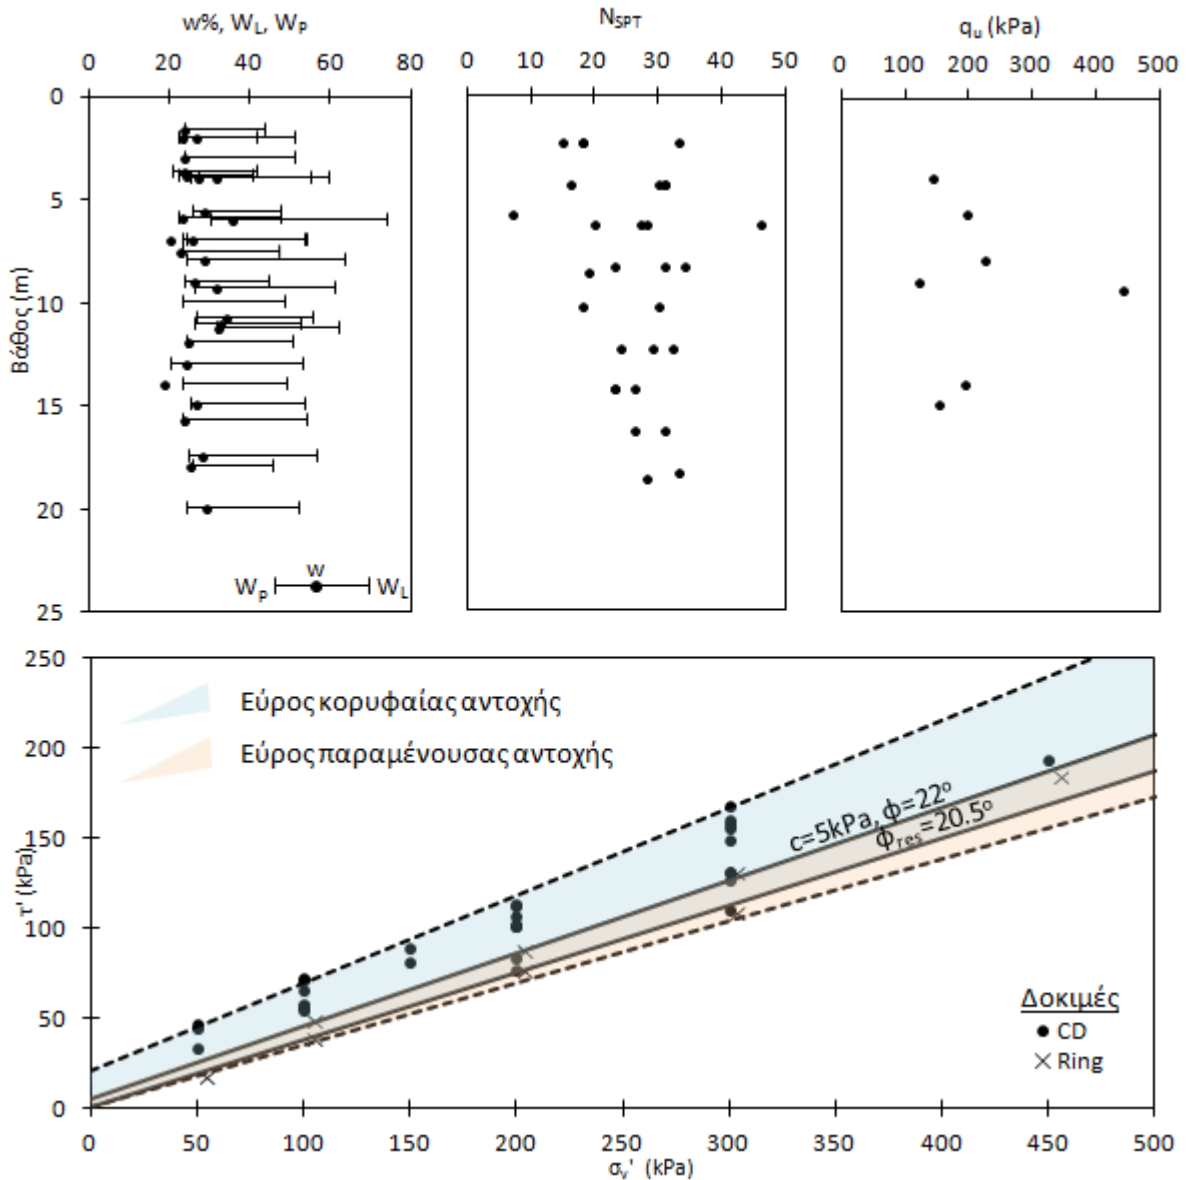 w%, W_L, W_P
N_SPT
q_u (kPa)
0 20 40 60 80
0 10 20 30 40 50
0 100 200 300 400 500
0
5
10
15
20
25
Βάθος (m)
w
W_p W_L
250
200
150
100
50
0
τ' (kPa)
Εύρος κορυφαίας αντοχής
Εύρος παραμένουσας αντοχής
c=5kPa, φ=22°
φ_res=20.5°
Δοκιμές
CD
Ring
0 50 100 150 200 250 300 350 400 450 500
σ_v' (kPa)